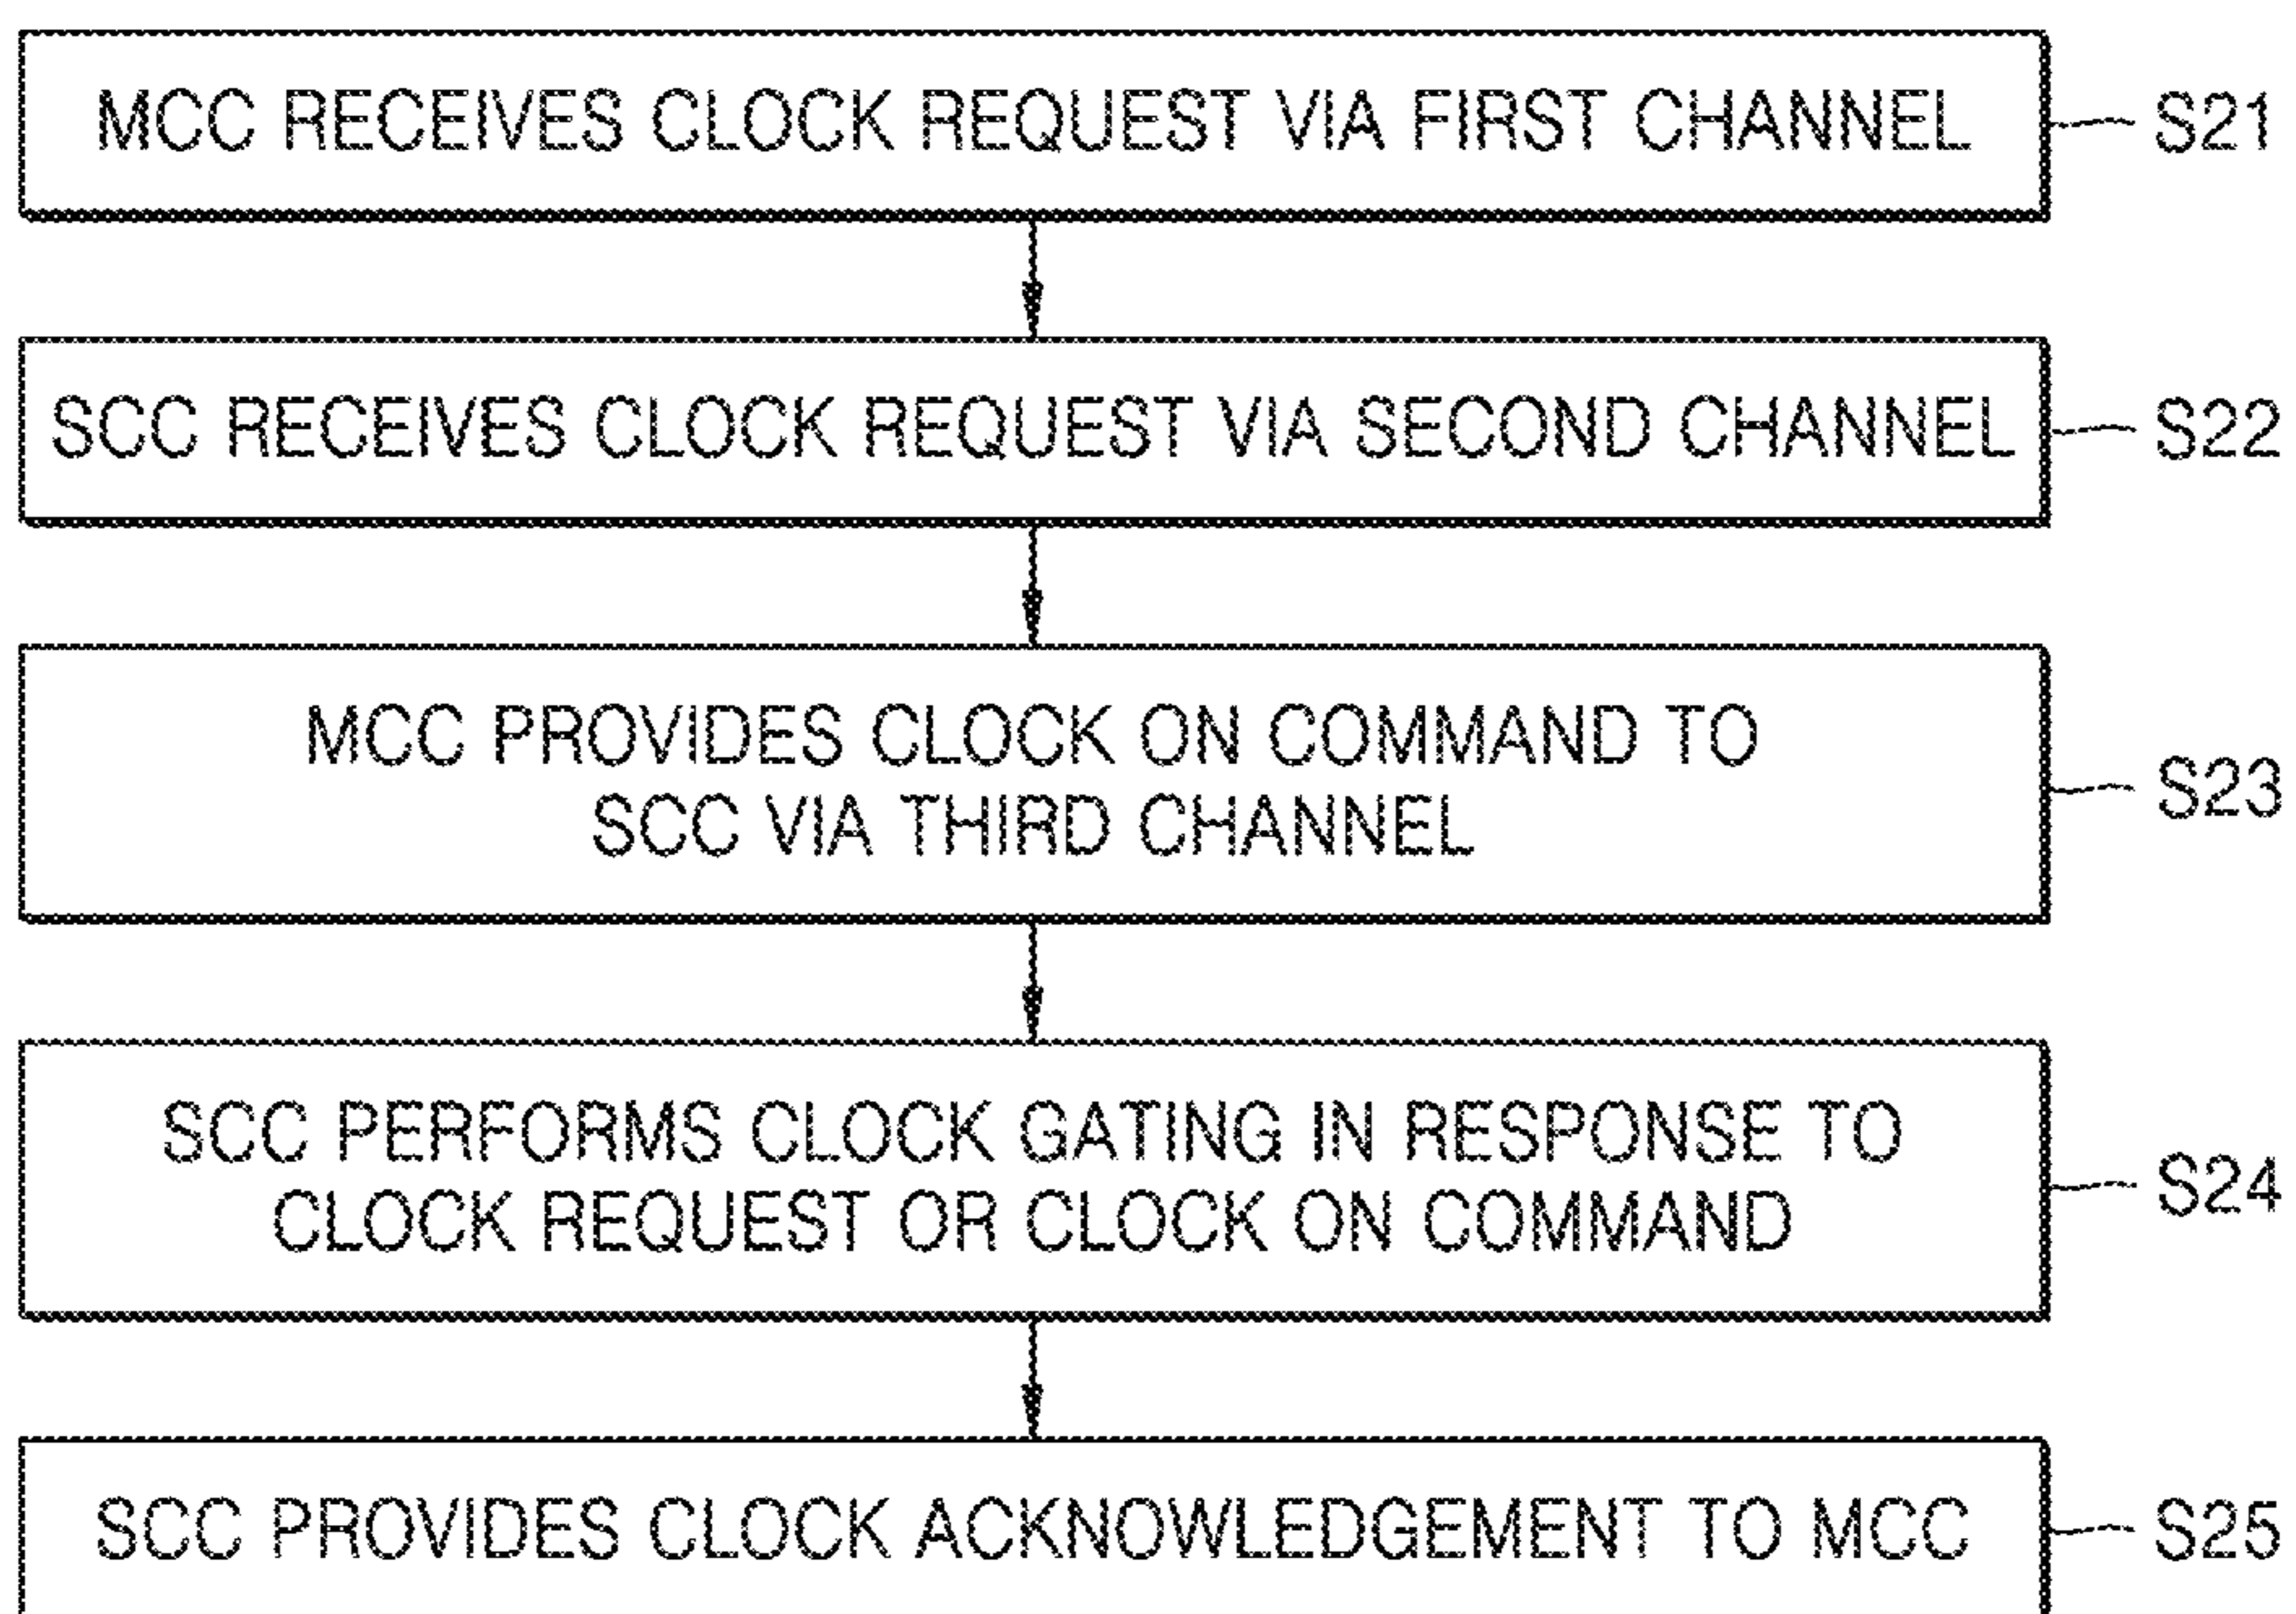 MCC RECEIVES CLOCK REQUEST VIA FIRST CHANNEL
S21
SCC RECEIVES CLOCK REQUEST VIA SECOND CHANNEL
S22
MCC PROVIDES CLOCK ON COMMAND TO
SCC VIA THIRD CHANNEL
S23
SCC PERFORMS CLOCK GATING IN RESPONSE TO
CLOCK REQUEST OR CLOCK ON COMMAND
S24
SCC PROVIDES CLOCK ACKNOWLEDGEMENT TO MCC
S25